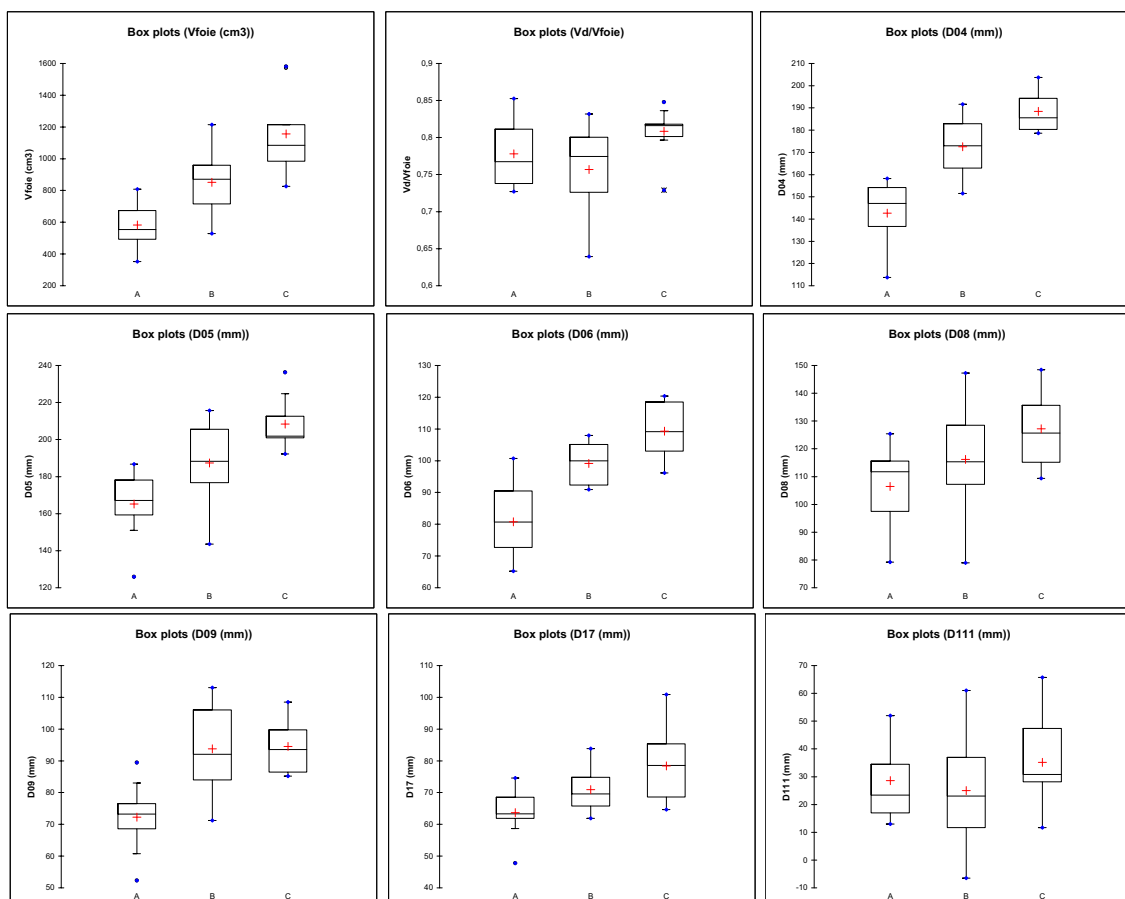 Box plots (Vfoie (cm3))
1600
1400
1200
1000
800
600
400
200
Vfoie (cm3)
A B C
Box plots (Vd/Vfoie)
0,9
0,85
0,8
0,75
0,7
0,65
0,6
Vd/Vfoie
A B C
Box plots (D04 (mm))
210
200
190
180
170
160
150
140
130
120
110
D04 (mm)
A B C
Box plots (D05 (mm))
240
220
200
180
160
140
120
D05 (mm)
A B C
Box plots (D06 (mm))
130
120
110
100
90
80
70
60
D06 (mm)
A B C
Box plots (D08 (mm))
150
140
130
120
110
100
90
80
70
D08 (mm)
A B C
Box plots (D09 (mm))
120
110
100
90
80
70
60
50
D09 (mm)
A B C
Box plots (D17 (mm))
110
100
90
80
70
60
50
40
D17 (mm)
A B C
Box plots (D111 (mm))
70
60
50
40
30
20
10
0
-10
D111 (mm)
A B C